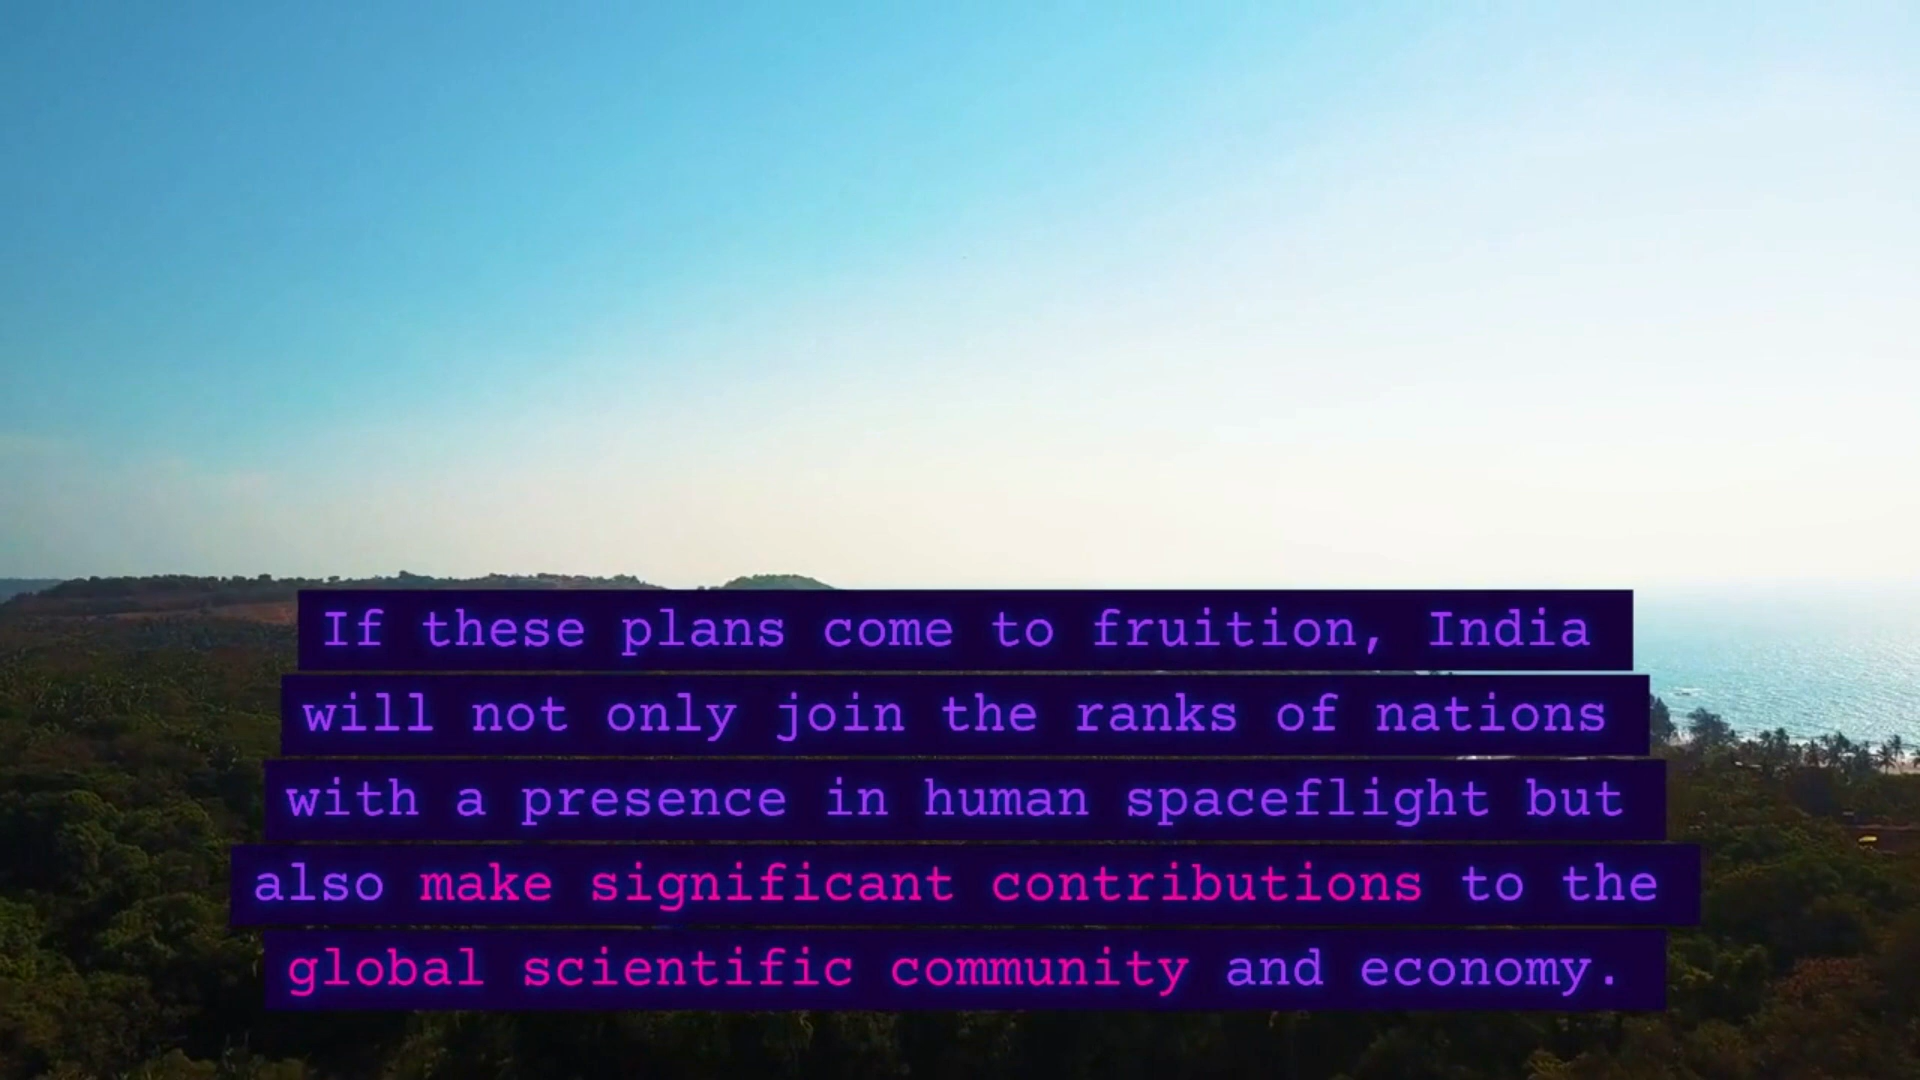 If these plans come to fruition, India
will not only join the ranks of nations
with a presence in human spaceflight but
also make significant contributions to the
global scientific community and economy.